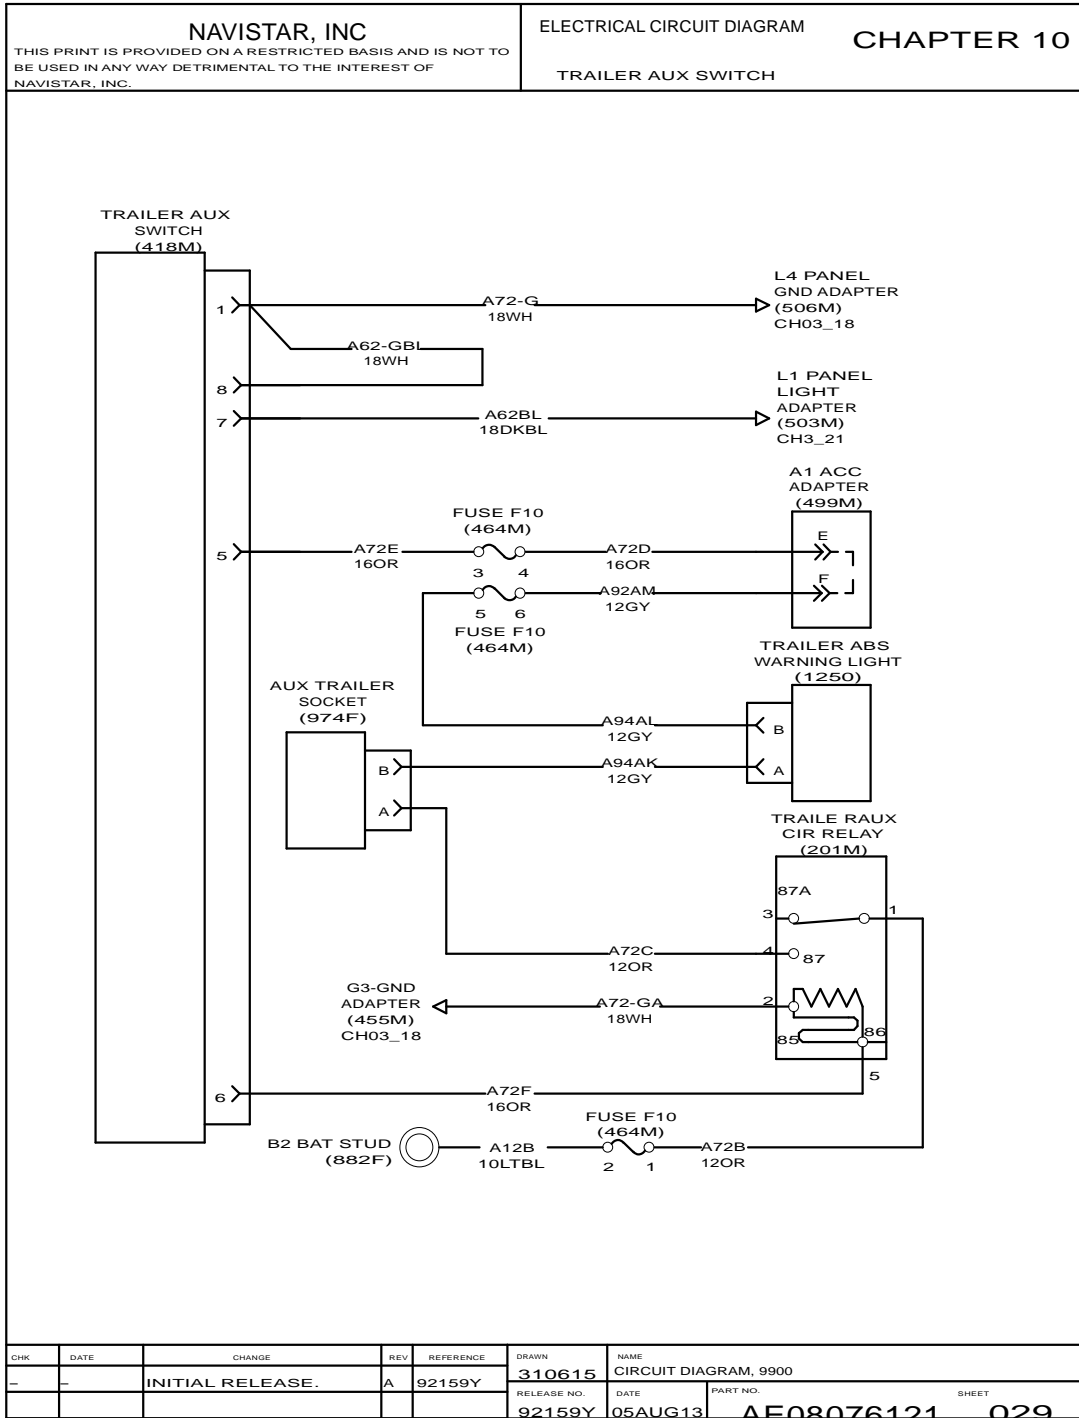 NAVISTAR, INC
THIS PRINT IS PROVIDED ON A RESTRICTED BASIS AND IS NOT TO
BE USED IN ANY WAY DETRIMENTAL TO THE INTEREST OF
NAVISTAR, INC.
ELECTRICAL CIRCUIT DIAGRAM
TRAILER AUX SWITCH
CHAPTER 10
TRAILER AUX
SWITCH
(418M)
1
8
7
5
6
A72-G
18WH
A62-GBL
18WH
L4 PANEL
GND ADAPTER
(506M)
CH03_18
A62BL
18DKBL
L1 PANEL
LIGHT
ADAPTER
(503M)
CH3_21
A1 ACC
ADAPTER
(499M)
E
F
FUSE F10
(464M)
A72E
16OR
3 4
A72D
16OR
A92AM
12GY
5 6
FUSE F10
(464M)
TRAILER ABS
WARNING LIGHT
(1250)
B
A
A94AL
12GY
A94AK
12GY
AUX TRAILER
SOCKET
(974F)
B
A
TRAILE RAUX
CIR RELAY
(201M)
87A
3
1
4
87
2
85
86
5
A72C
12OR
G3-GND
ADAPTER
(455M)
CH03_18
A72-GA
18WH
A72F
16OR
FUSE F10
(464M)
B2 BAT STUD
(882F)
A12B
10LTBL
2 1
A72B
12OR
CHK DATE CHANGE REV REFERENCE
– – INITIAL RELEASE. A 92159Y
DRAWN
310615
NAME
CIRCUIT DIAGRAM, 9900
RELEASE NO.
92159Y
DATE
05AUG13
PART NO.
AE08076121
SHEET
029